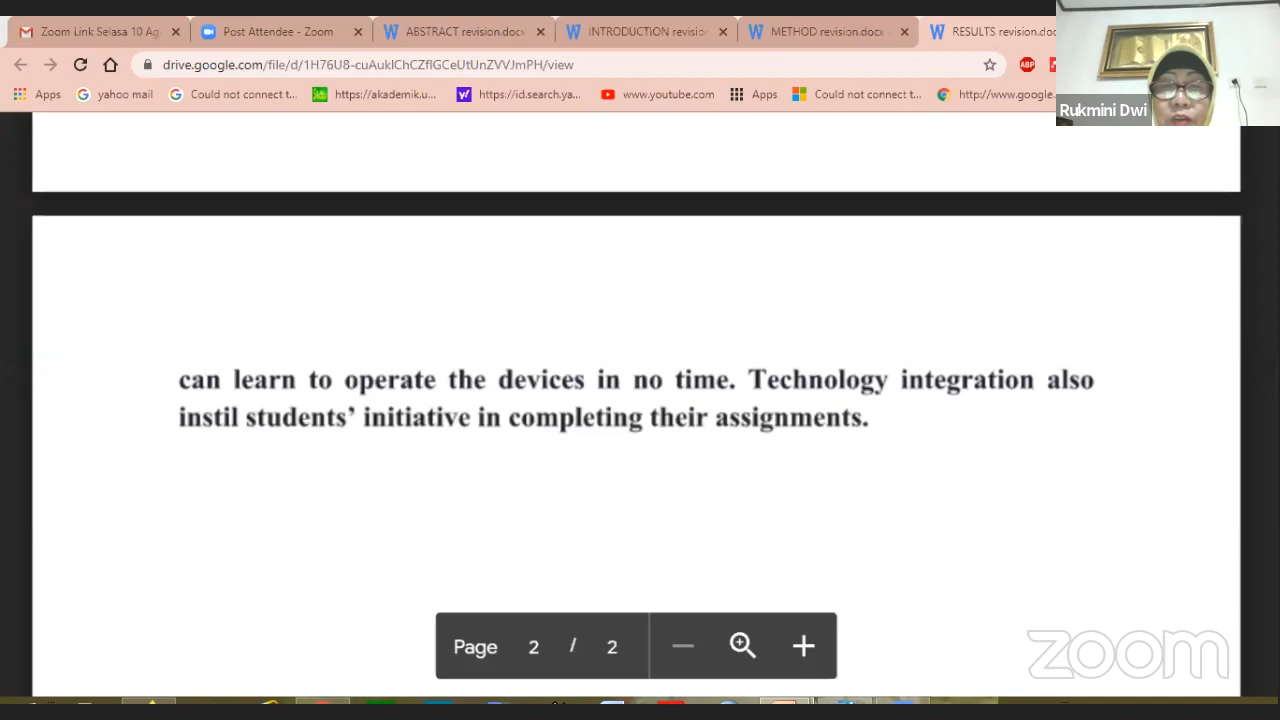 Zoom Link Selasa 10 Ag
Post Attendee - Zoom
ABSTRACT revision.docx
INTRODUCTION revision
METHOD revision.docx
RESULTS revision.doc
drive.google.com/file/d/1H76U8-cuAuklChCZflGCeUtUnZVVJmPH/view
ABP
Apps
yahoo mail
Could not connect t...
https://akademik.u...
https://id.search.ya...
www.youtube.com
Apps
Could not connect t...
http://www.google.
Rukmini Dwi
can learn to operate the devices in no time. Technology integration also
instil students’ initiative in completing their assignments.
Page 2 / 2
zoom